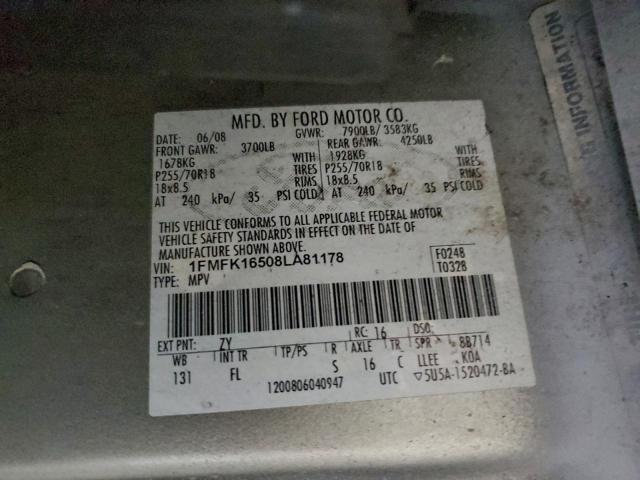 MFD. BY FORD MOTOR CO.
DATE: 06/08 GVWR: 7900LB/ 3583KG
FRONT GAWR: 3700LB REAR GAWR: 4250LB
1678KG WITH 1928KG WITH
P255/70R18 TIRES P255/70R18 TIRES
18x8.5 RIMS 18x8.5 RIMS
AT 240 kPa/ 35 PSI COLD AT 240 kPa/ 35 PSI COLD
THIS VEHICLE CONFORMS TO ALL APPLICABLE FEDERAL MOTOR
VEHICLE SAFETY STANDARDS IN EFFECT ON THE DATE OF
MANUFACTURE SHOWN ABOVE.
VIN: 1FMFK16508LA81178 F0248
TYPE: MPV T0328
EXT PNT: ZY RC: 16 DSO:
WB INT TR TP/PS R AXLE TR SPR 8B714
131 FL S 16 C LLEE KOA
1200806040947 UTC ▽5U5A-1520472-BA
INFORMATION